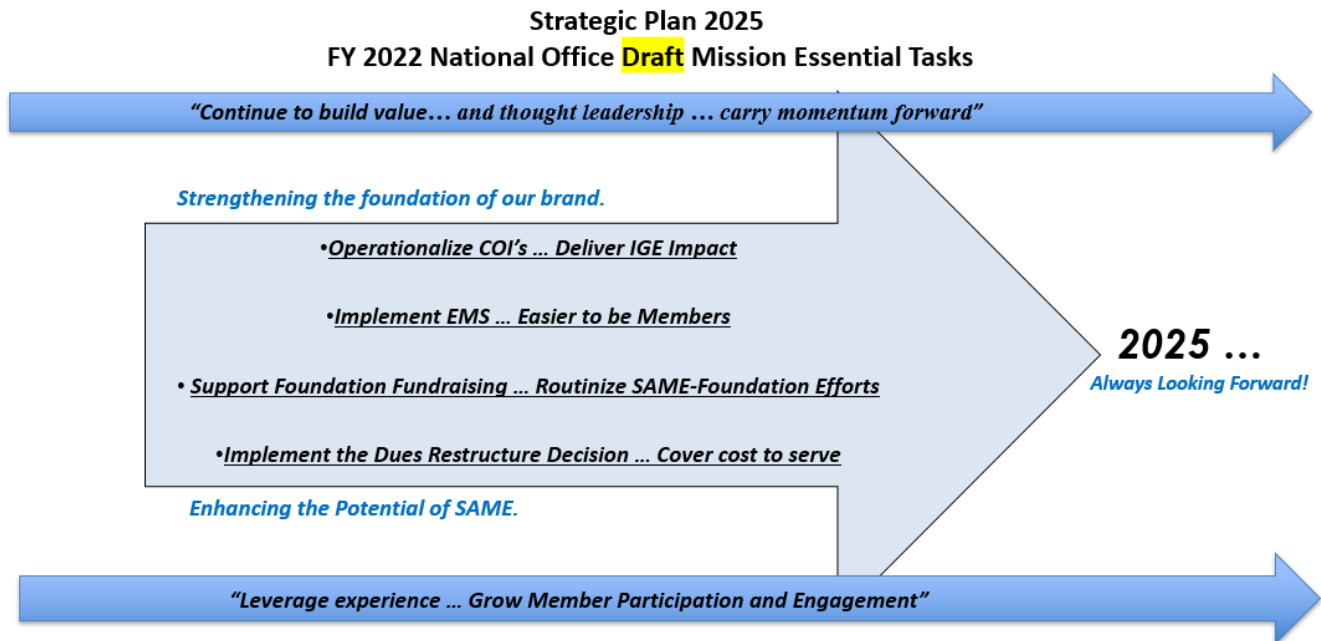 Strategic Plan 2025
FY 2022 National Office Draft Mission Essential Tasks
“Continue to build value… and thought leadership … carry momentum forward”
Strengthening the foundation of our brand.
•Operationalize COI’s … Deliver IGE Impact
•Implement EMS … Easier to be Members
• Support Foundation Fundraising … Routinize SAME-Foundation Efforts
•Implement the Dues Restructure Decision … Cover cost to serve
2025 …
Always Looking Forward!
Enhancing the Potential of SAME.
“Leverage experience … Grow Member Participation and Engagement”